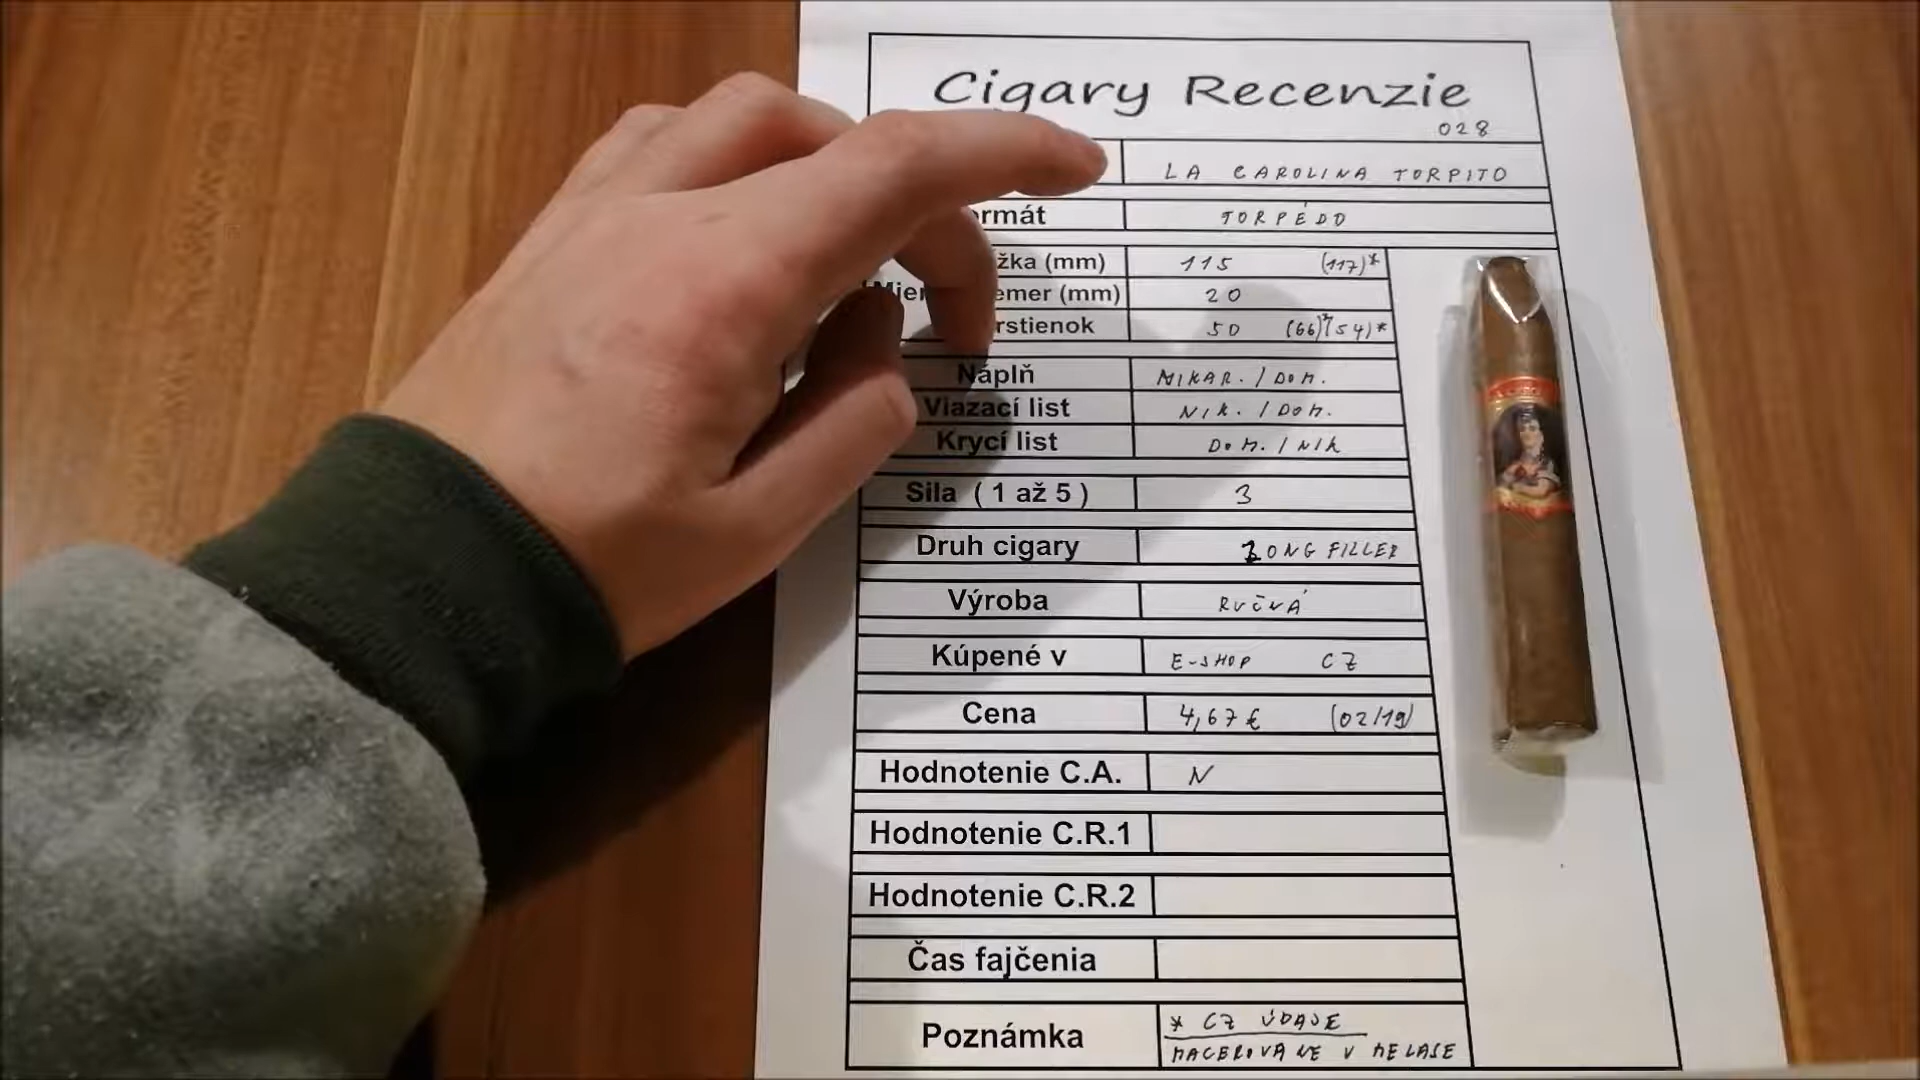 Cigary Recenzie
028
LA CAROLINA TORPITO
ormát TORPÉDO
žka (mm) 115 (117)*
Mier emer (mm) 20
rstienok 50 (66)* (54)*
Náplň NIKAR. / DOM.
Viazací list NIK. / DOM.
Krycí list DOM. / NIK
Sila ( 1 až 5 ) 3
Druh cigary LONG FILLER
Výroba RUČNÁ
Kúpené v E-SHOP CZ
Cena 4,67 € (02/19)
Hodnotenie C.A. N
Hodnotenie C.R.1
Hodnotenie C.R.2
Čas fajčenia
Poznámka * CZ ÚDAJE
MACEROVANE V MELASE